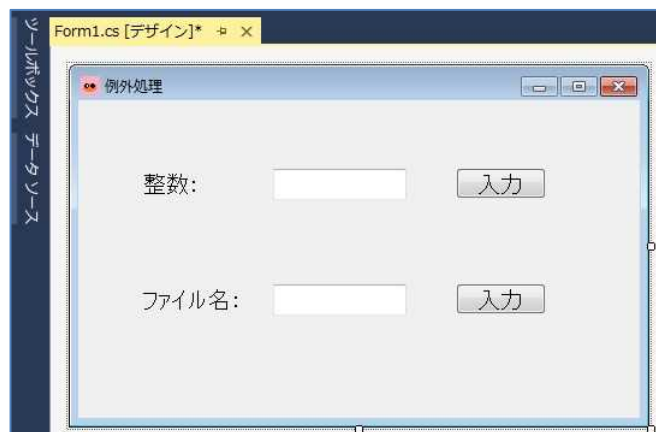 Form1.cs [デザイン]*
ツールボックス
データ ソース
例外処理
整数: 入力
ファイル名: 入力